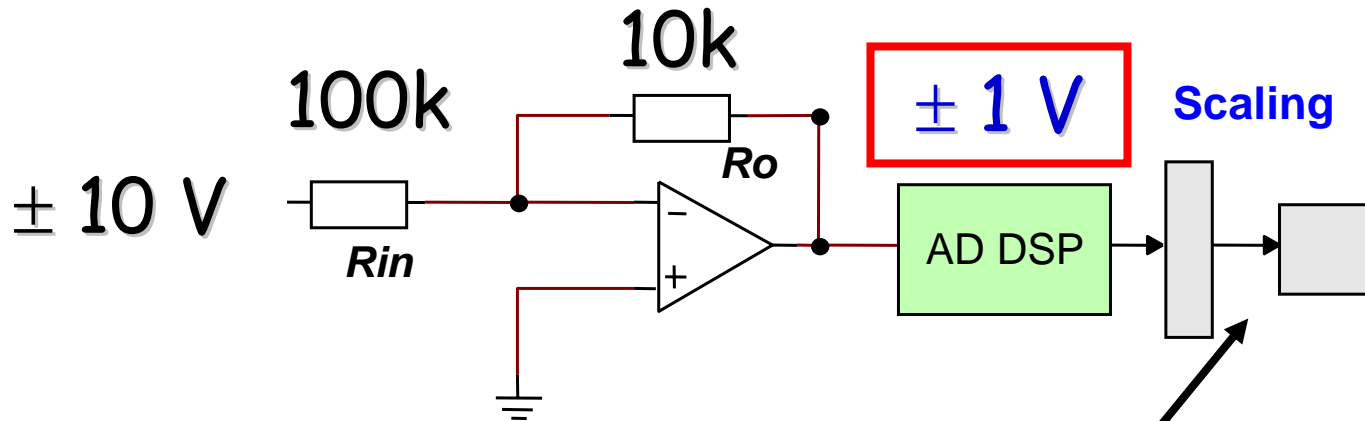 10k
100k
± 1 V
Scaling
Ro
± 10 V
-
AD DSP
Rin
+